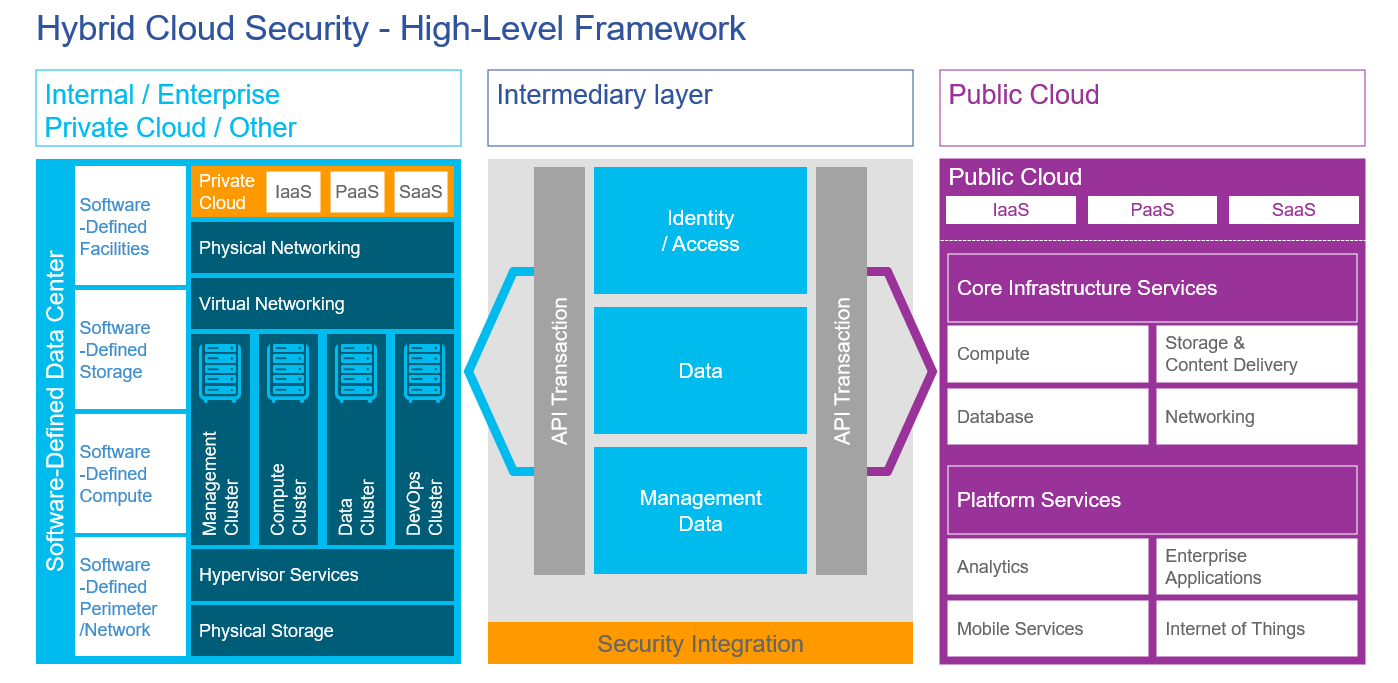 Hybrid Cloud Security - High-Level Framework
Internal / Enterprise
Private Cloud / Other
Software-Defined Data Center
Software
-Defined
Facilities
Software
-Defined
Storage
Software
-Defined
Compute
Software
-Defined
Perimeter
/Network
Private
Cloud
IaaS
PaaS
SaaS
Physical Networking
Virtual Networking
Management
Cluster
Compute
Cluster
Data
Cluster
DevOps
Cluster
Hypervisor Services
Physical Storage
Intermediary layer
API Transaction
Identity
/ Access
Data
Management
Data
API Transaction
Security Integration
Public Cloud
Public Cloud
IaaS
PaaS
SaaS
Core Infrastructure Services
Compute
Storage &
Content Delivery
Database
Networking
Platform Services
Analytics
Enterprise
Applications
Mobile Services
Internet of Things